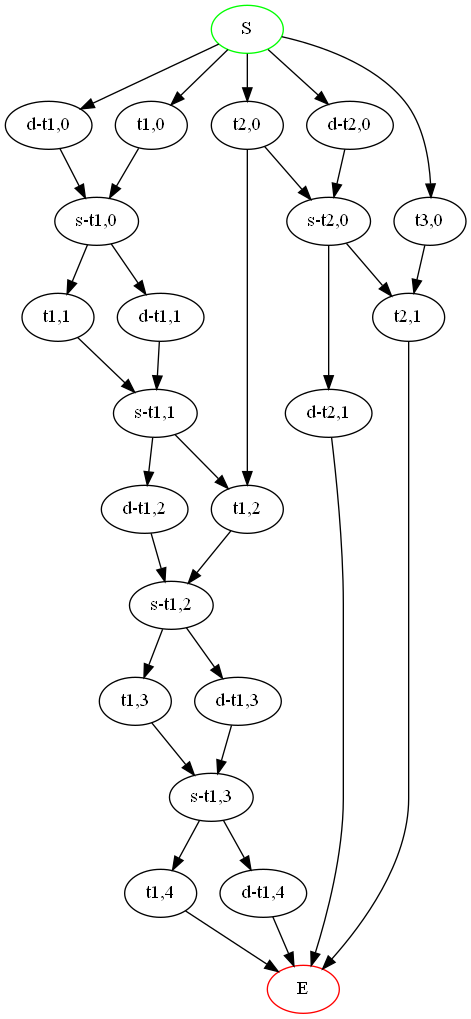 S
d-t1,0
t1,0
t2,0
d-t2,0
s-t1,0
s-t2,0
t3,0
t1,1
d-t1,1
t2,1
s-t1,1
d-t2,1
d-t1,2
t1,2
s-t1,2
t1,3
d-t1,3
s-t1,3
t1,4
d-t1,4
E